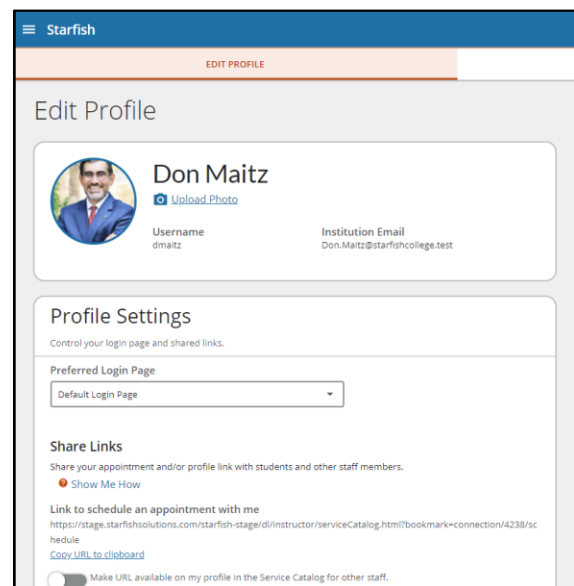 Starfish
EDIT PROFILE
Edit Profile
Don Maitz
Upload Photo
Username
Institution Email
dmaitz
Don.Maitz@starfishcollege.test
Profile Settings
Control your login page and shared links.
Preferred Login Page
Default Login Page
Share Links
Share your appointment and/or profile link with students and other staff members.
Show Me How
Link to schedule an appointment with me
https://stage.starfishsolutions.com/starfish-stage/dl/instructor/serviceCatalog.html?bookmark=connection/4238/sc
hedule
Copy URL to clipboard
Make URL available on my profile in the Service Catalog for other staff.